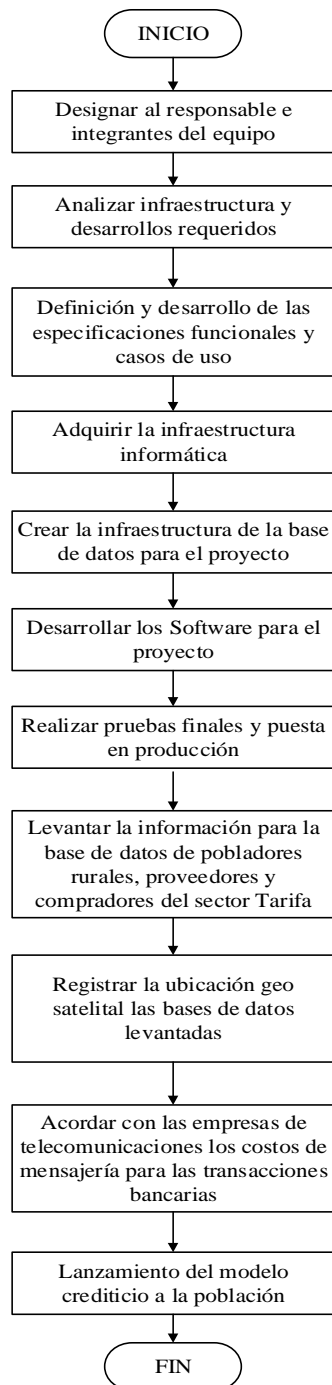 INICIO
Designar al responsable e
integrantes del equipo
Analizar infraestructura y
desarrollos requeridos
Definición y desarrollo de las
especificaciones funcionales y
casos de uso
Adquirir la infraestructura
informática
Crear la infraestructura de la base
de datos para el proyecto
Desarrollar los Software para el
proyecto
Realizar pruebas finales y puesta
en producción
Levantar la información para la
base de datos de pobladores
rurales, proveedores y
compradores del sector Tarifa
Registrar la ubicación geo
satelital las bases de datos
levantadas
Acordar con las empresas de
telecomunicaciones los costos de
mensajería para las transacciones
bancarias
Lanzamiento del modelo
crediticio a la población
FIN